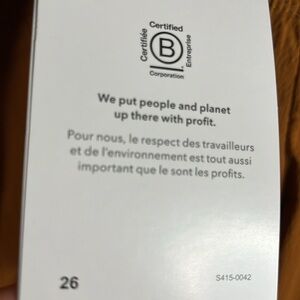 Certified
Certifiée
B
Entreprise
Corporation
We put people and planet
up there with profit.
Pour nous, le respect des travailleurs
et de l'environnement est tout aussi
important que le sont les profits.
26
S415-0042